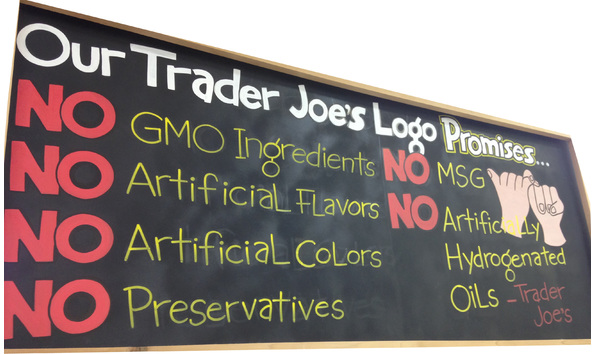 Our Trader Joe's Logo Promises...
NO GMO Ingredients
NO Artificial Flavors
NO Artificial Colors
NO Preservatives
NO MSG
NO Artificially
Hydrogenated
Oils -Trader
Joe's